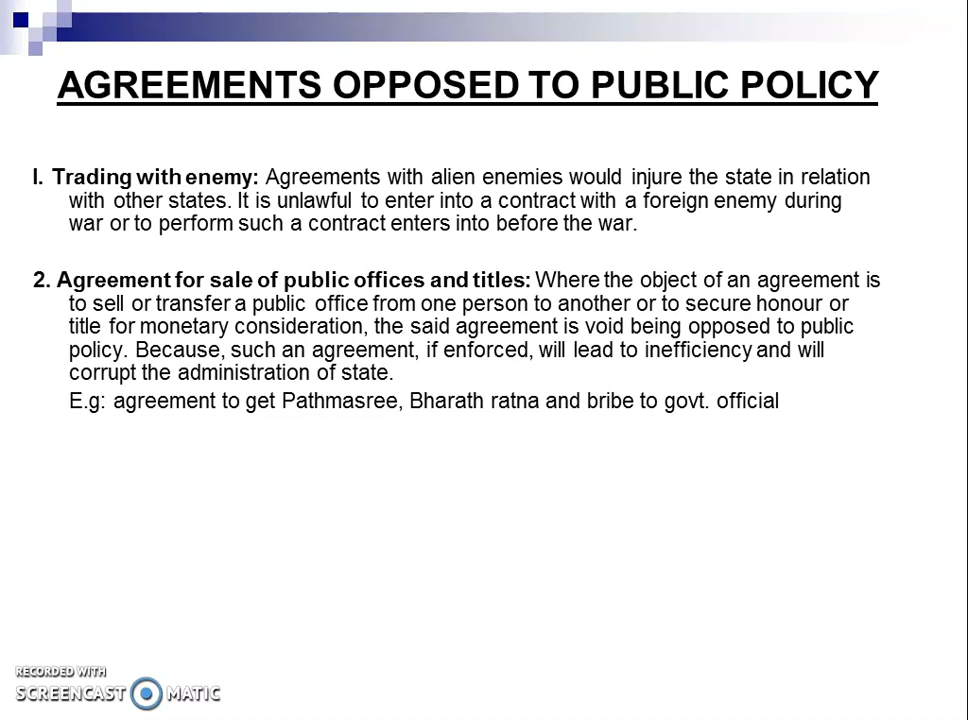 AGREEMENTS OPPOSED TO PUBLIC POLICY
I. Trading with enemy: Agreements with alien enemies would injure the state in relation
with other states. It is unlawful to enter into a contract with a foreign enemy during
war or to perform such a contract enters into before the war.
2. Agreement for sale of public offices and titles: Where the object of an agreement is
to sell or transfer a public office from one person to another or to secure honour or
title for monetary consideration, the said agreement is void being opposed to public
policy. Because, such an agreement, if enforced, will lead to inefficiency and will
corrupt the administration of state.
E.g: agreement to get Pathmasree, Bharath ratna and bribe to govt. official
RECORDED WITH
SCREENCAST MATIC